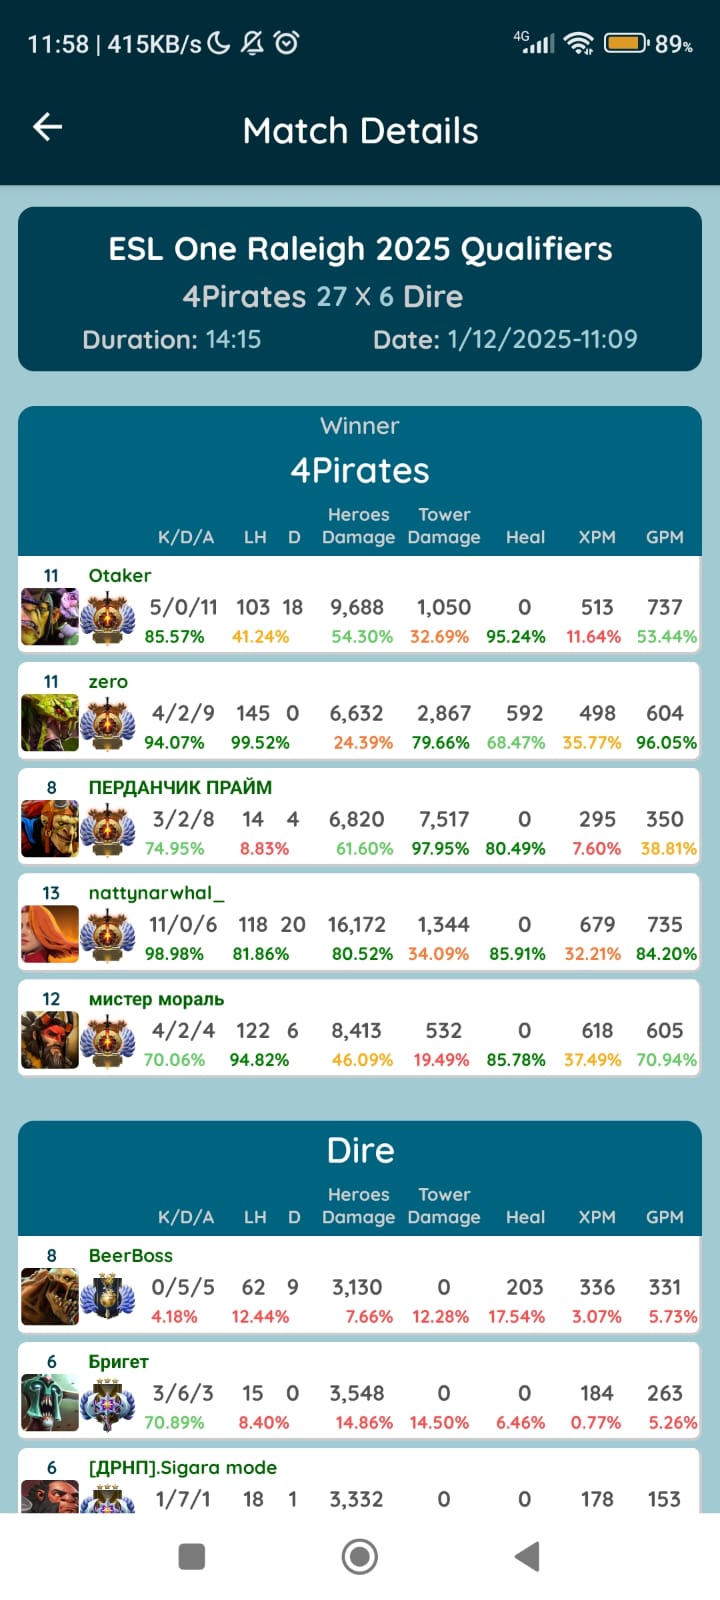 11:58 | 415KB/s 4G 89%
Match Details
ESL One Raleigh 2025 Qualifiers
4Pirates 27 X 6 Dire
Duration: 14:15 Date: 1/12/2025-11:09
Winner
4Pirates
K/D/A LH D Heroes Damage Tower Damage Heal XPM GPM
11 Otaker
5/0/11 103 18 9,688 1,050 0 513 737
85.57% 41.24% 54.30% 32.69% 95.24% 11.64% 53.44%
11 zero
4/2/9 145 0 6,632 2,867 592 498 604
94.07% 99.52% 24.39% 79.66% 68.47% 35.77% 96.05%
8 ПЕРДАНЧИК ПРАЙМ
3/2/8 14 4 6,820 7,517 0 295 350
74.95% 8.83% 61.60% 97.95% 80.49% 7.60% 38.81%
13 nattynarwhal_
11/0/6 118 20 16,172 1,344 0 679 735
98.98% 81.86% 80.52% 34.09% 85.91% 32.21% 84.20%
12 мистер мораль
4/2/4 122 6 8,413 532 0 618 605
70.06% 94.82% 46.09% 19.49% 85.78% 37.49% 70.94%
Dire
K/D/A LH D Heroes Damage Tower Damage Heal XPM GPM
8 BeerBoss
0/5/5 62 9 3,130 0 203 336 331
4.18% 12.44% 7.66% 12.28% 17.54% 3.07% 5.73%
6 Бригет
3/6/3 15 0 3,548 0 0 184 263
70.89% 8.40% 14.86% 14.50% 6.46% 0.77% 5.26%
6 [ДРНП].Sigara mode
1/7/1 18 1 3,332 0 0 178 153